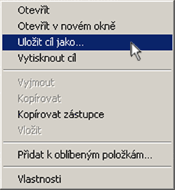 Otevřít
Otevřít v novém okně
Uložit cíl jako...
Vytisknout cíl
Vyjmout
Kopírovat
Kopírovat zástupce
Vložit
Přidat k oblíbeným položkám...
Vlastnosti